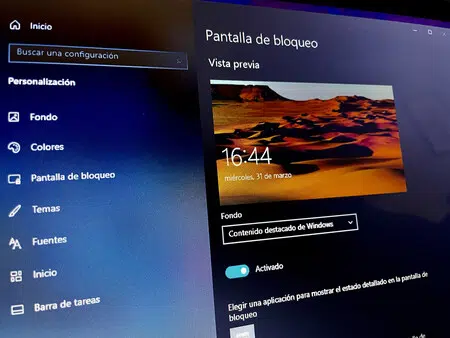 Inicio
Buscar una configuración
Personalización
Fondo
Colores
Pantalla de bloqueo
Temas
Fuentes
Inicio
Barra de tareas
Pantalla de bloqueo
Vista previa
16:44
miércoles, 31 de marzo
Fondo
Contenido destacado de Windows
Activado
Elegir una aplicación para mostrar el estado detallado en la pantalla de
bloqueo